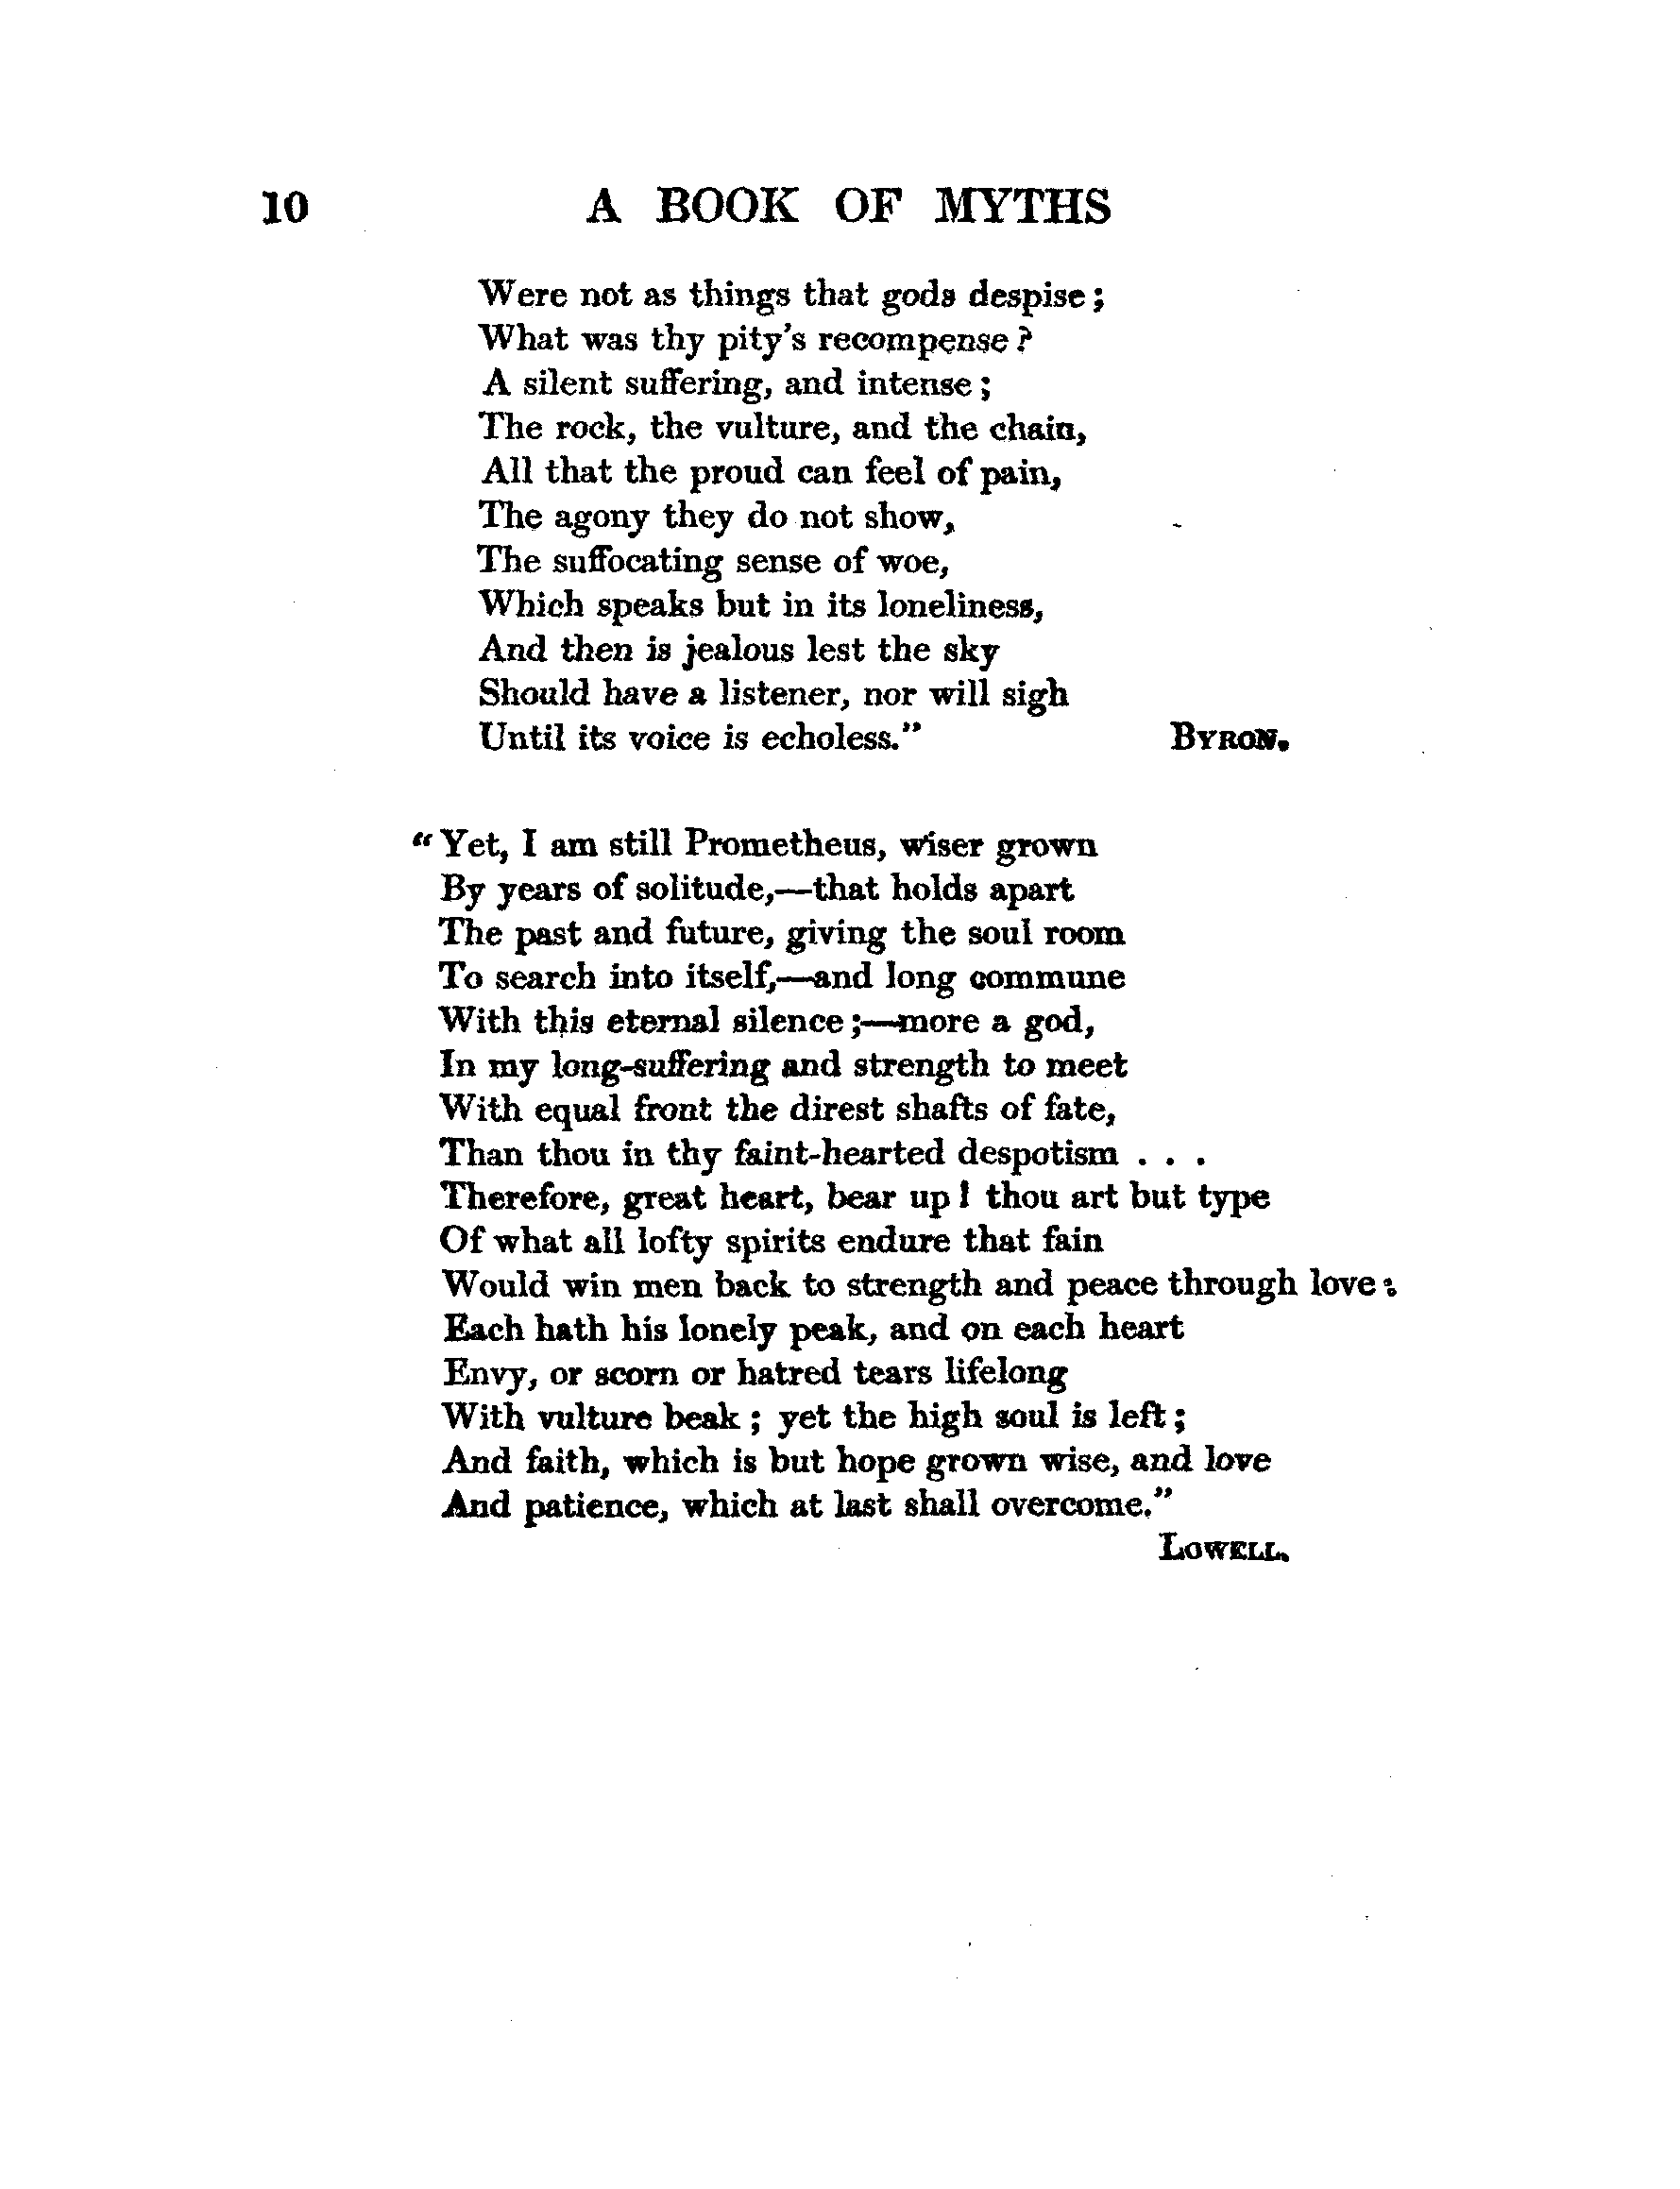 10 A BOOK OF MYTHS
Were not as things that gods despise;
What was thy pity's recompense?
A silent suffering, and intense;
The rock, the vulture, and the chain,
All that the proud can feel of pain,
The agony they do not show,
The suffocating sense of woe,
Which speaks but in its loneliness,
And then is jealous lest the sky
Should have a listener, nor will sigh
Until its voice is echoless." BYRON.
"Yet, I am still Prometheus, wiser grown
By years of solitude,—that holds apart
The past and future, giving the soul room
To search into itself,—and long commune
With this eternal silence;—more a god,
In my long-suffering and strength to meet
With equal front the direst shafts of fate,
Than thou in thy faint-hearted despotism . . .
Therefore, great heart, bear up! thou art but type
Of what all lofty spirits endure that fain
Would win men back to strength and peace through love:
Each hath his lonely peak, and on each heart
Envy, or scorn or hatred tears lifelong
With vulture beak; yet the high soul is left;
And faith, which is but hope grown wise, and love
And patience, which at last shall overcome."
LOWELL.